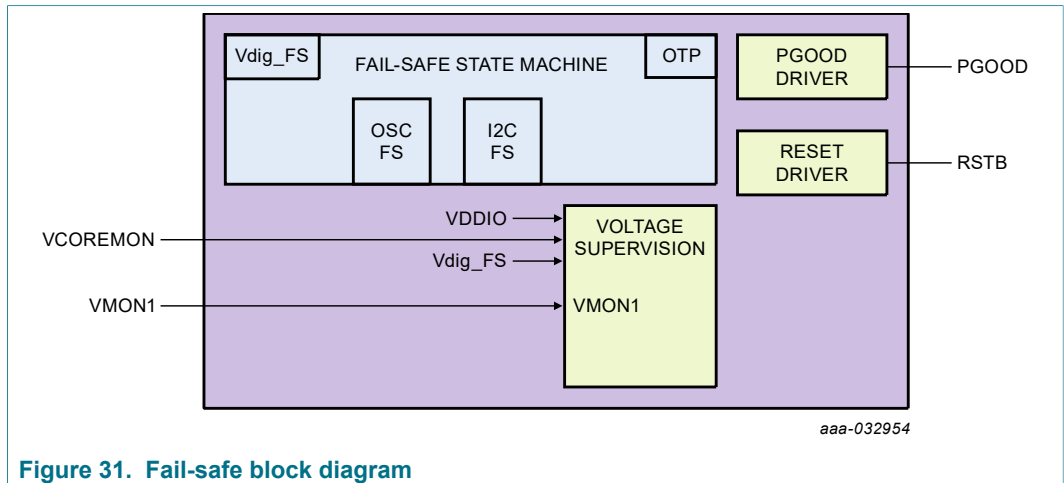 Vdig_FS
FAIL-SAFE STATE MACHINE
OTP
OSC
FS
I2C
FS
PGOOD
DRIVER
PGOOD
RESET
DRIVER
RSTB
VDDIO
VCOREMON
Vdig_FS
VOLTAGE
SUPERVISION
VMON1
VMON1
aaa-032954
Figure 31. Fail-safe block diagram